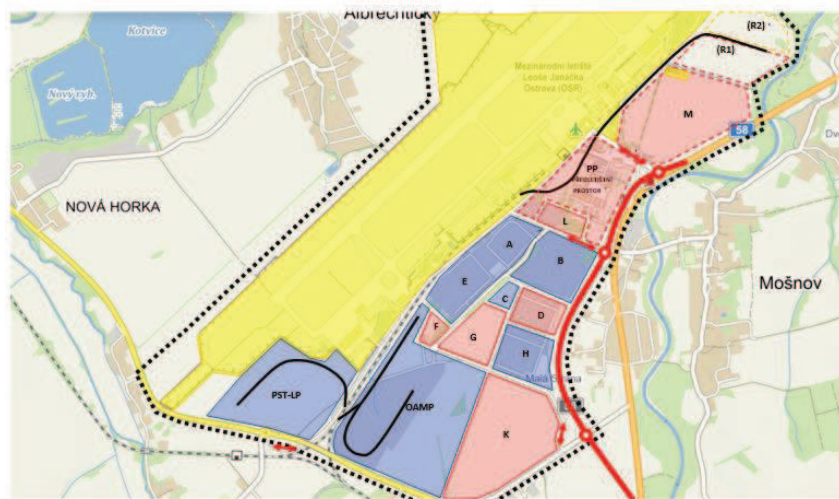 Albrechtičky
Kotvice
Nový ryb.
(R2)
(R1)
Mezinárodní letiště
Leoše Janáčka
Ostrava (OSR)
M
58
NOVÁ HORKA
PP
PROSTOR
L
A
B
E
C
D
Mošnov
F
G
H
PST-LP
OAMP
K